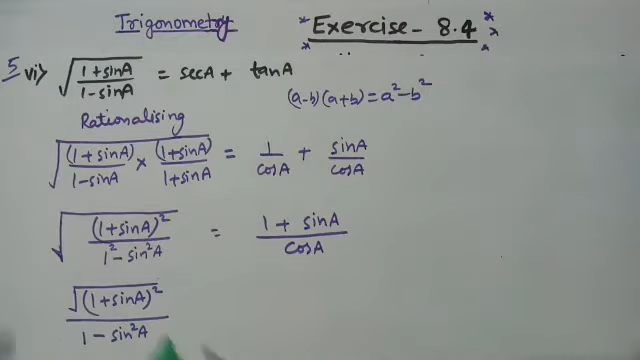 Trigonometry
* Exercise - 8.4 *
5 vi) √(1+sinA / 1-sinA) = secA + tanA
(a-b)(a+b) = a² - b²
Rationalising
√((1+sinA) / 1-sinA × (1+sinA) / 1+sinA) = 1/cosA + sinA/cosA
√((1+sinA)² / 1² - sin²A) = 1 + sinA / cosA
√(1+sinA)² / 1 - sin²A